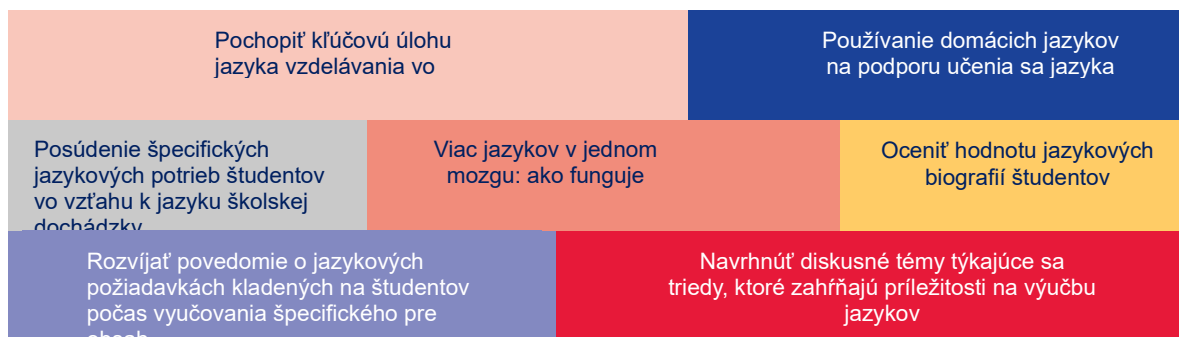 Pochopiť kľúčovú úlohu
jazyka vzdelávania vo
Používanie domácich jazykov
na podporu učenia sa jazyka
Posúdenie špecifických
jazykových potrieb študentov
vo vzťahu k jazyku školskej
dochádzky
Viac jazykov v jednom
mozgu: ako funguje
Oceniť hodnotu jazykových
biografií študentov
Rozvíjať povedomie o jazykových
požiadavkách kladených na študentov
počas vyučovania špecifického pre
obsah
Navrhnúť diskusné témy týkajúce sa
triedy, ktoré zahŕňajú príležitosti na výučbu
jazykov